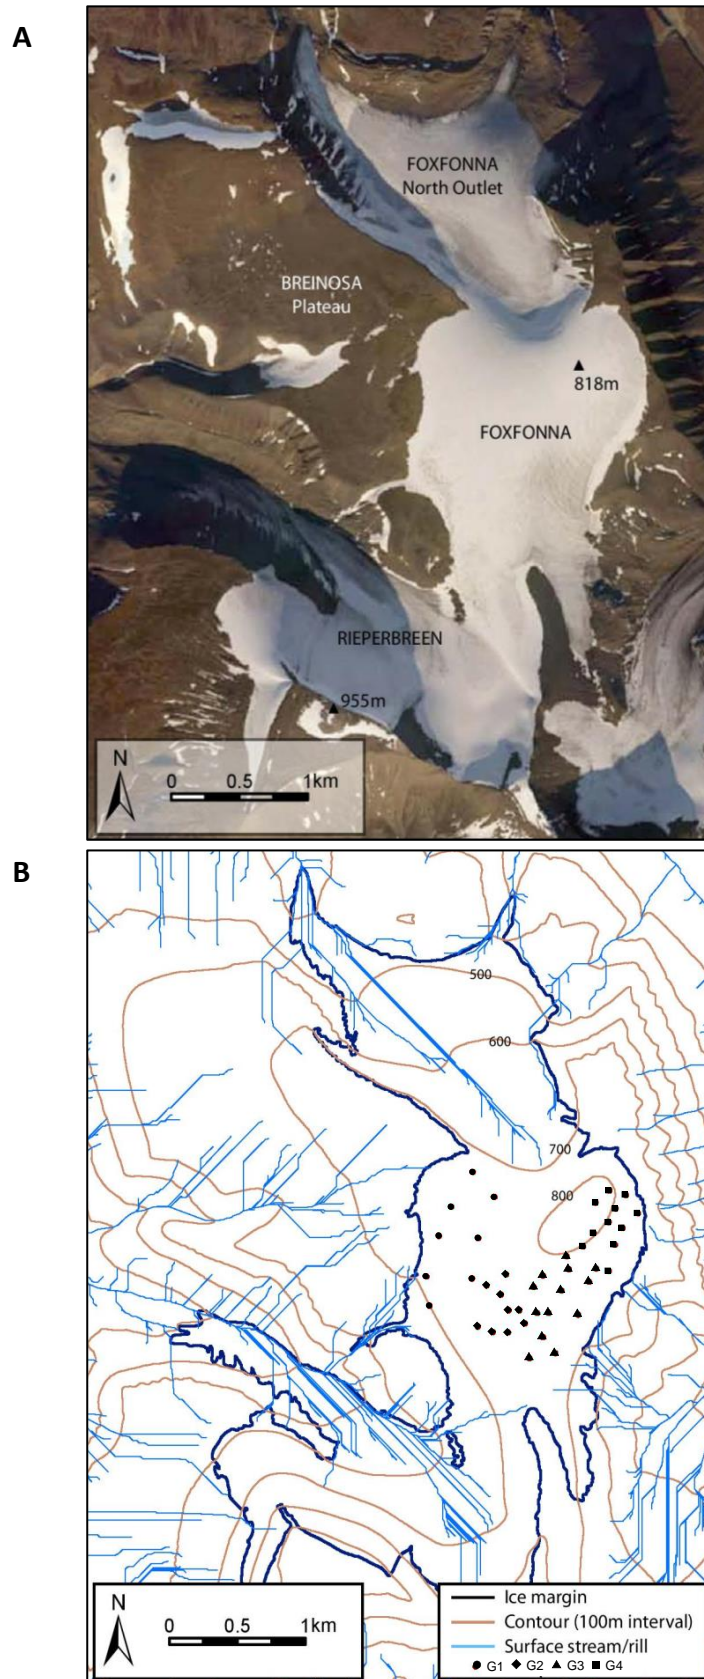 A
FOXFONNA
North Outlet
BREINOSA
Plateau
818m
FOXFONNA
RIEPERBREEN
955m
N
0 0.5 1km
B
500
600
700
800
N
0 0.5 1km
Ice margin
Contour (100m interval)
Surface stream/rill
G1 G2 G3 G4